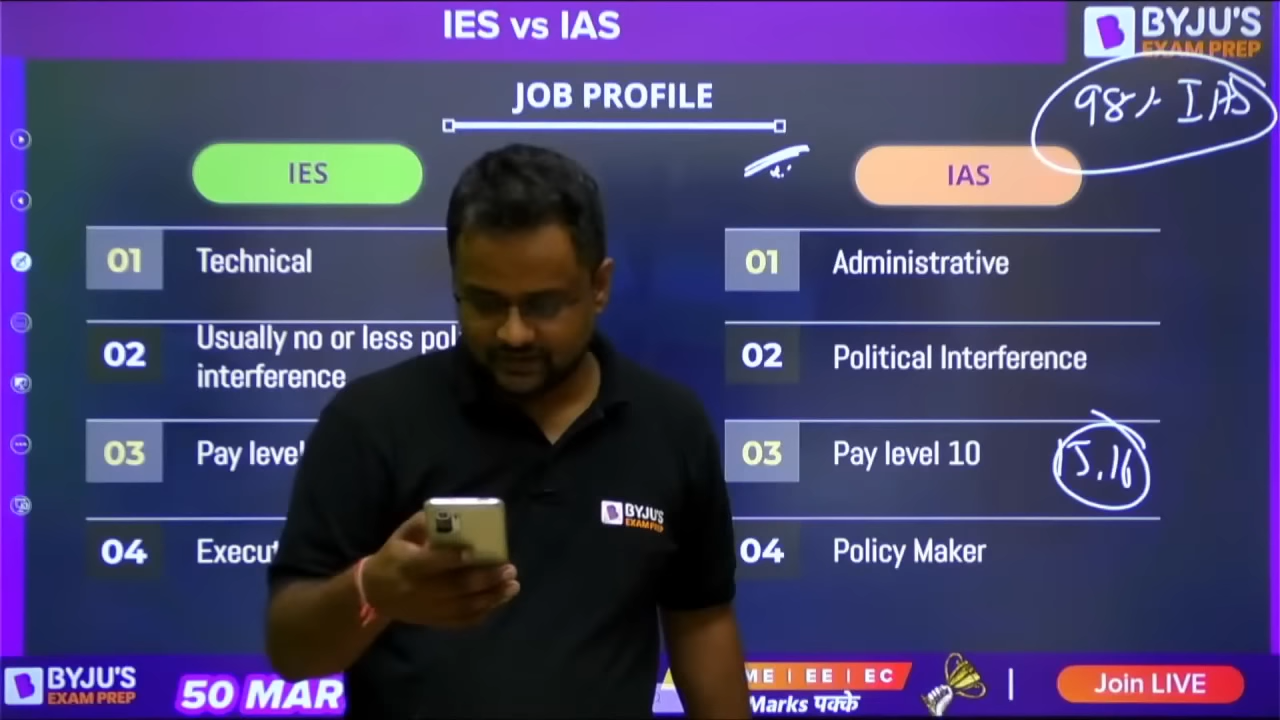 IES vs IAS
BYJU'S
EXAM PREP
JOB PROFILE
98% IAS
IES
IAS
01 Technical
01 Administrative
02 Usually no or less pol
interference
02 Political Interference
03 Pay level
03 Pay level 10
15,16
04 Execut
04 Policy Maker
BYJU'S
EXAM PREP
BYJU'S
EXAM PREP
50 MAR
ME | EE | EC
Marks पक्के
Join LIVE